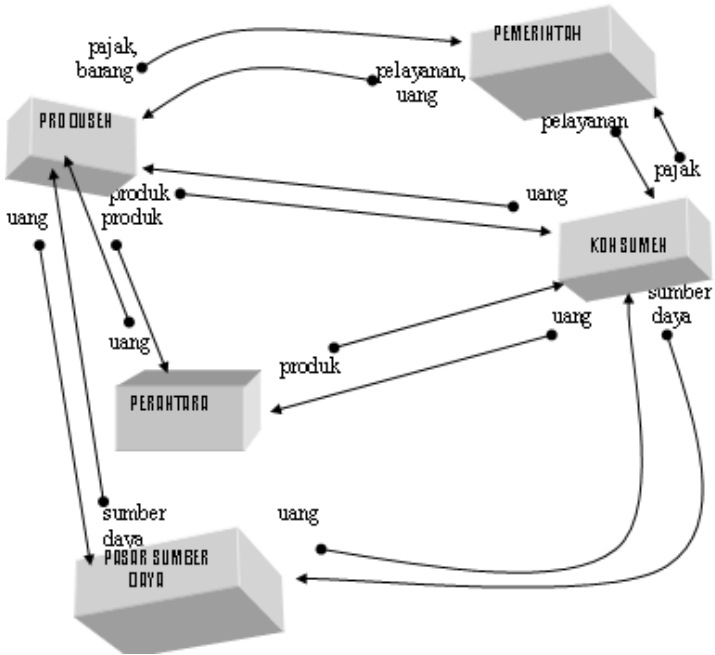 PEMERINTAH
pajak,
barang
pelayanan,
uang
PRODUSEN
pelayanan
pajak
produk
uang
uang
produk
KONSUMEN
sumber
daya
uang
uang
produk
PERANTARA
sumber
daya
uang
PASAR SUMBER
DAYA